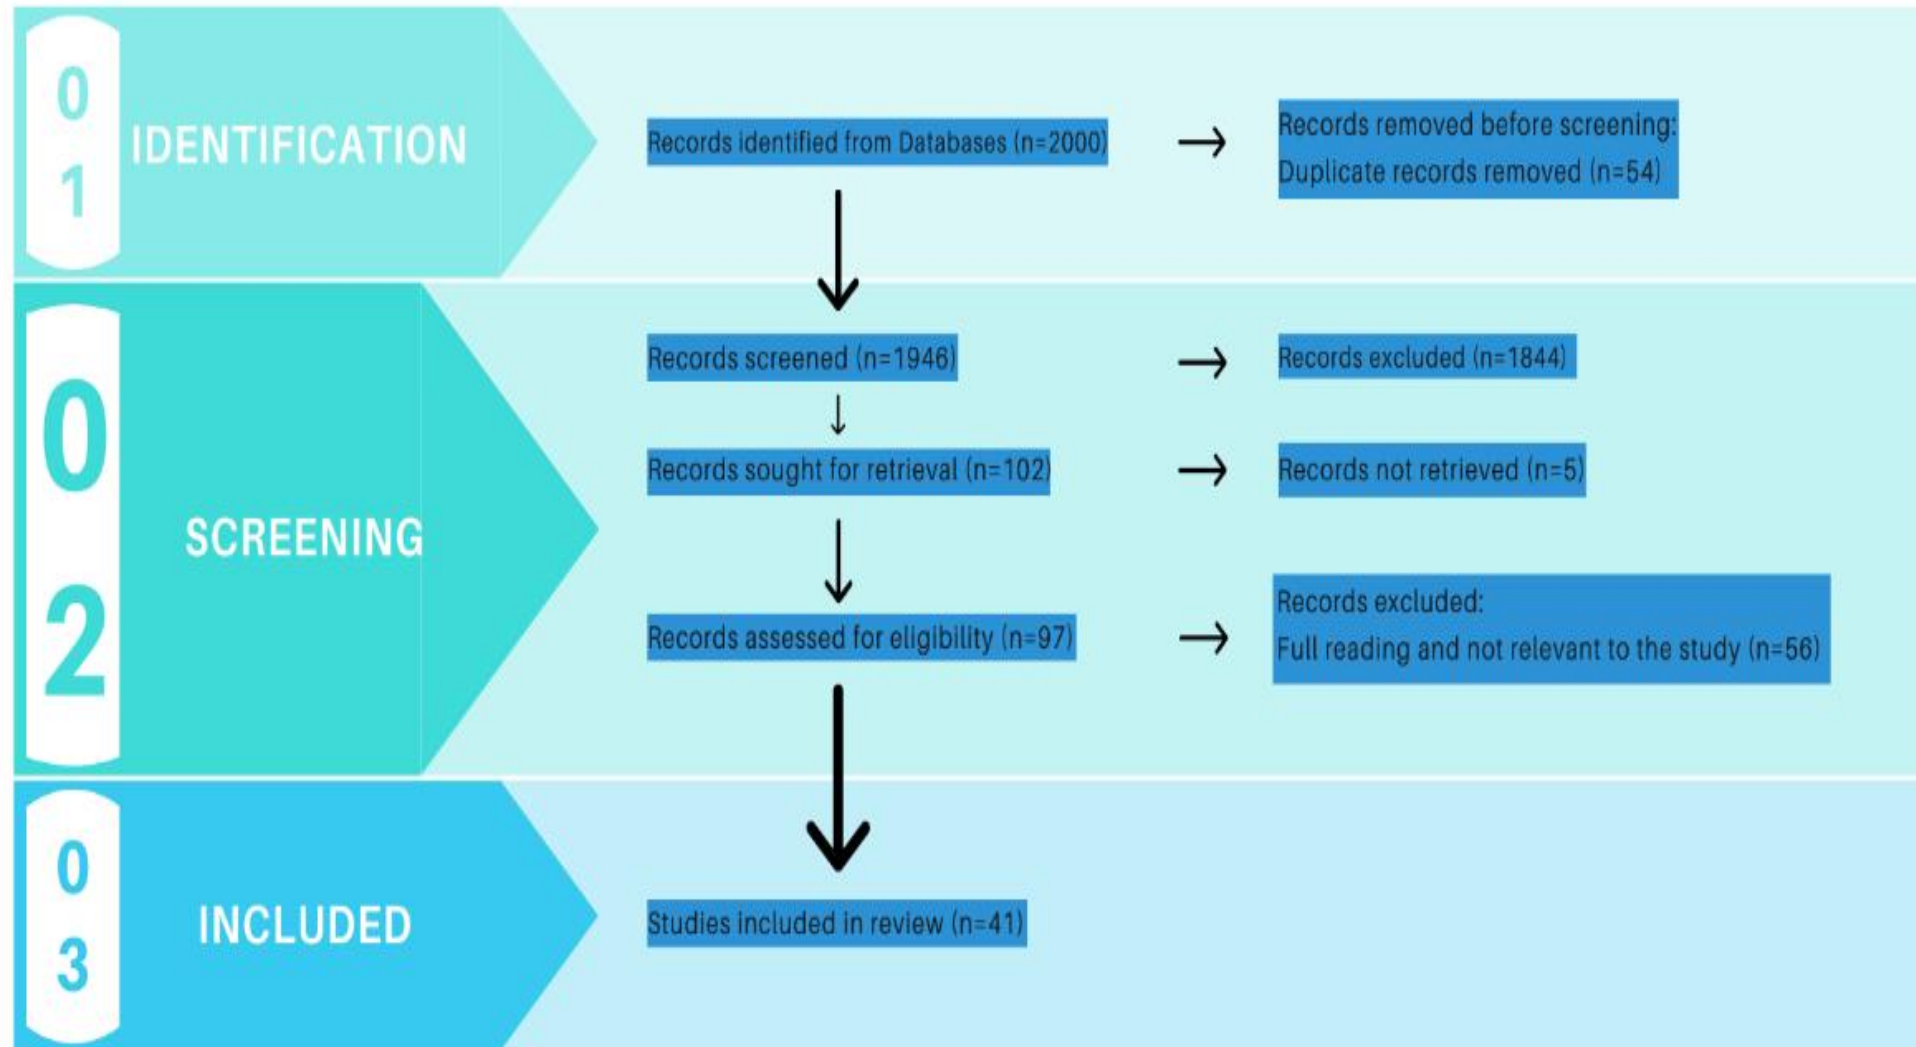 01
IDENTIFICATION
Records identified from Databases (n=2000)
Records removed before screening:
Duplicate records removed (n=54)
02
SCREENING
Records screened (n=1946)
Records excluded (n=1844)
Records sought for retrieval (n=102)
Records not retrieved (n=5)
Records assessed for eligibility (n=97)
Records excluded:
Full reading and not relevant to the study (n=56)
03
INCLUDED
Studies included in review (n=41)